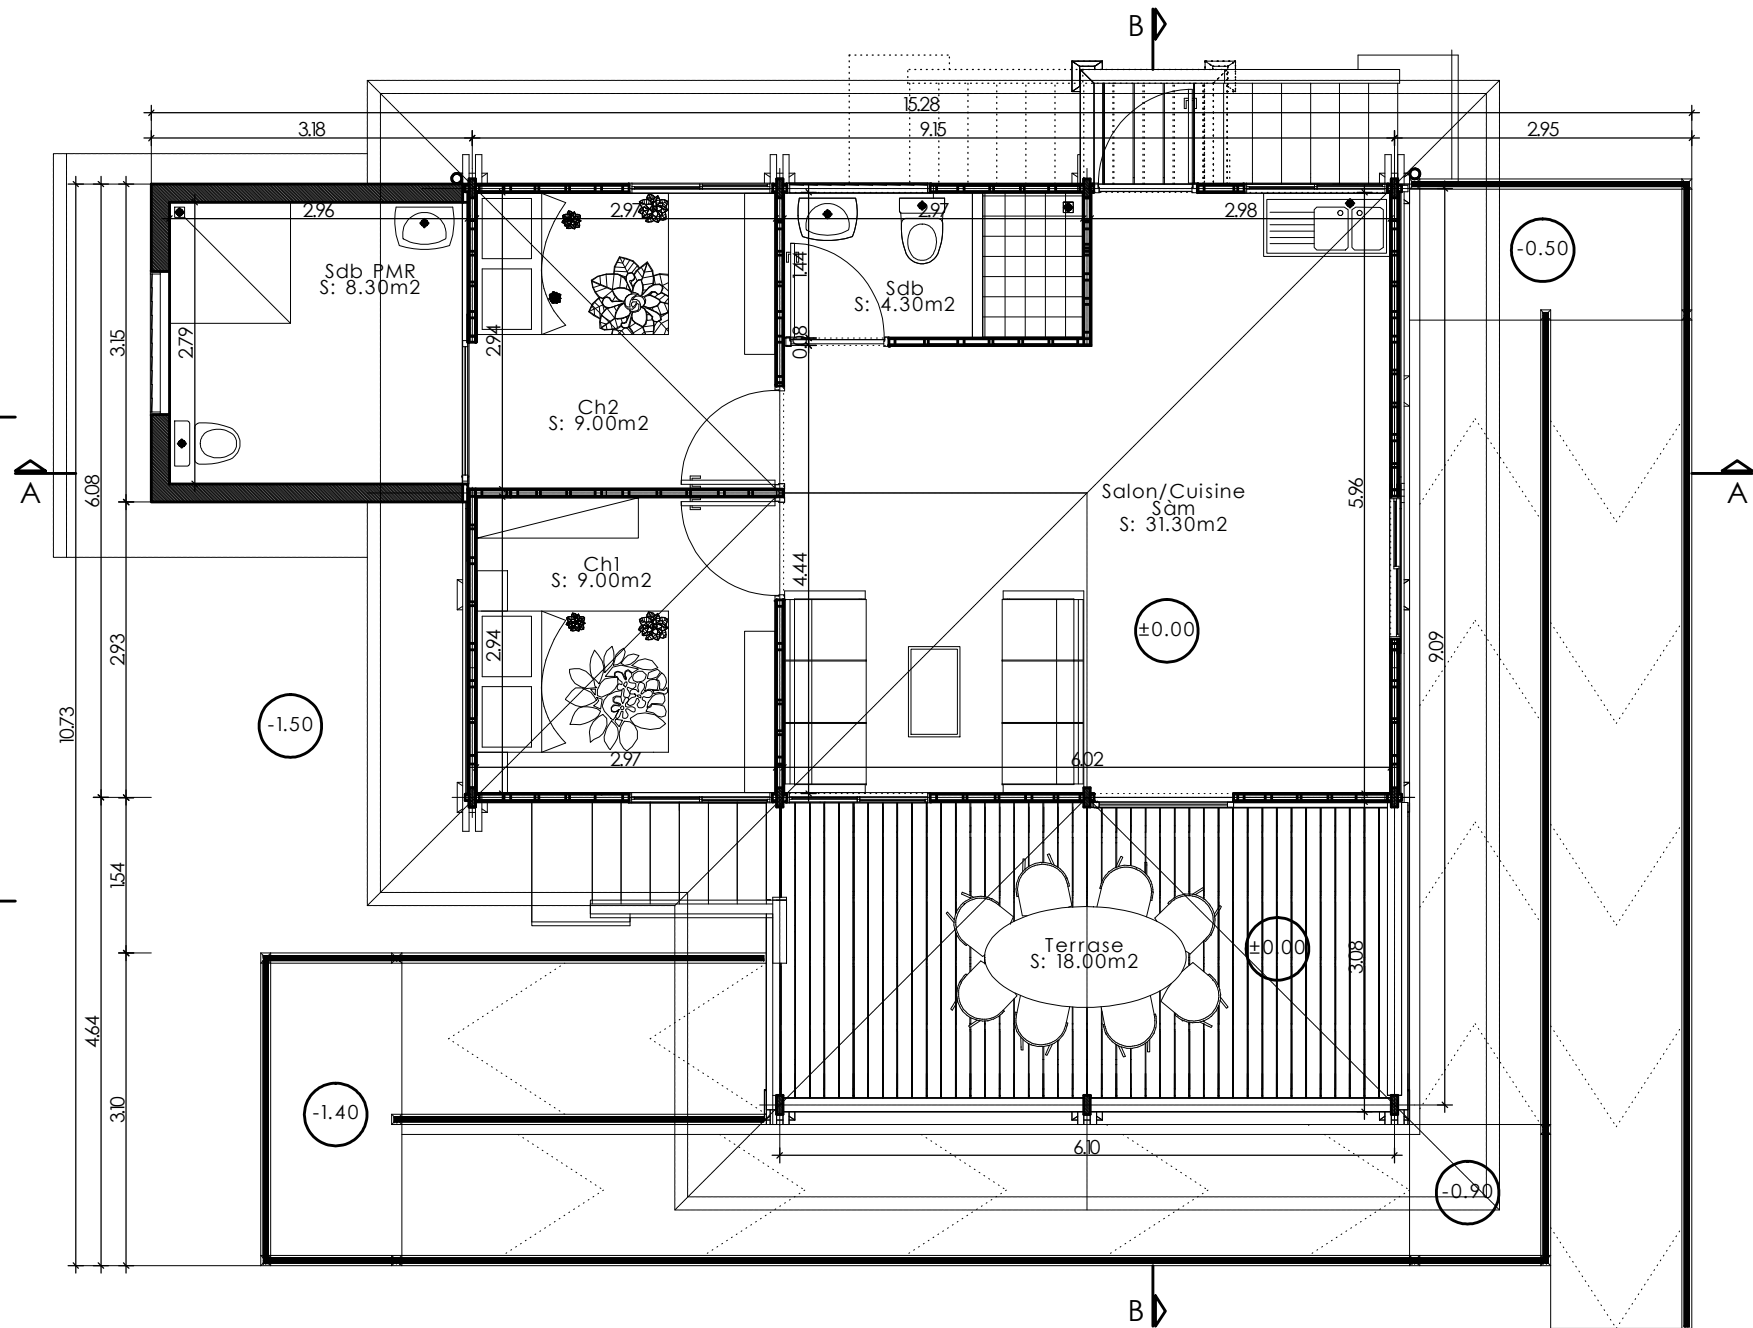 B
15.28
3.18
9.15
2.95
2.96
2.97
2.97
2.98
-0.50
Sdb PMR
S: 8.30m2
1.44
Sdb
S: 4.30m2
3.15
2.79
2.94
0.08
Ch2
S: 9.00m2
A
6.08
Salon/Cuisine
Sàm
S: 31.30m2
5.96
A
Ch1
S: 9.00m2
4.44
±0.00
2.93
2.94
9.09
10.73
-1.50
2.97
6.02
1.54
Terrase
S: 18.00m2
±0.00
3.08
4.64
3.10
-1.40
6.10
-0.90
B